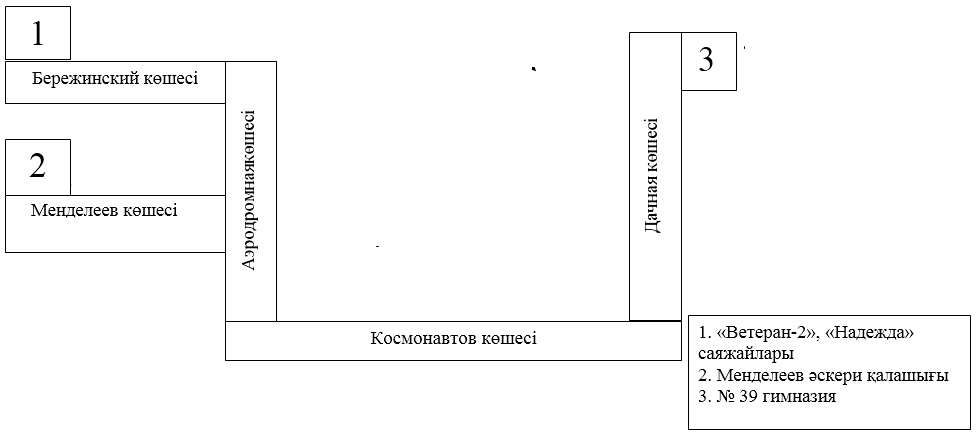 1
Бережинский көшесі
2
Менделеев көшесі
Аэродромнаякөшесі
Космонавтов көшесі
Дачная көшесі
3
1. «Ветеран-2», «Надежда»
саяжайлары
2. Менделеев әскери қалашығы
3. № 39 гимназия